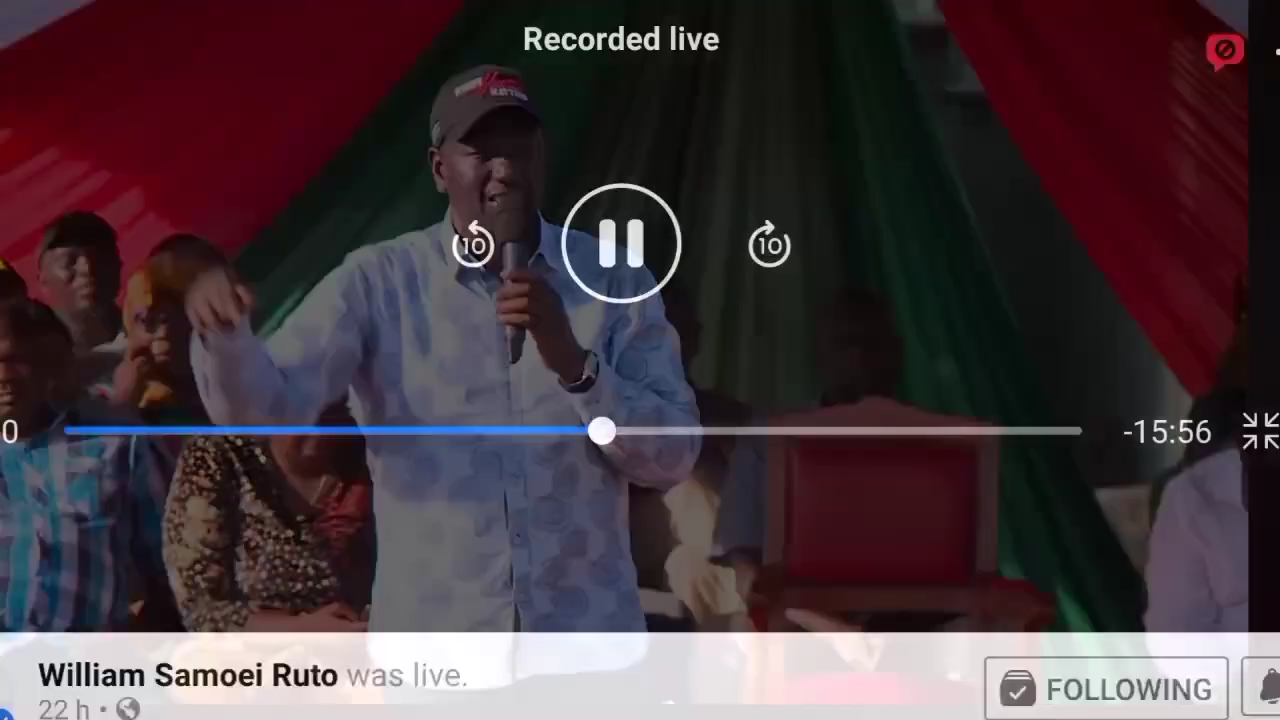 Recorded live
10
10
0
-15:56
William Samoei Ruto was live.
FOLLOWING
22 h •